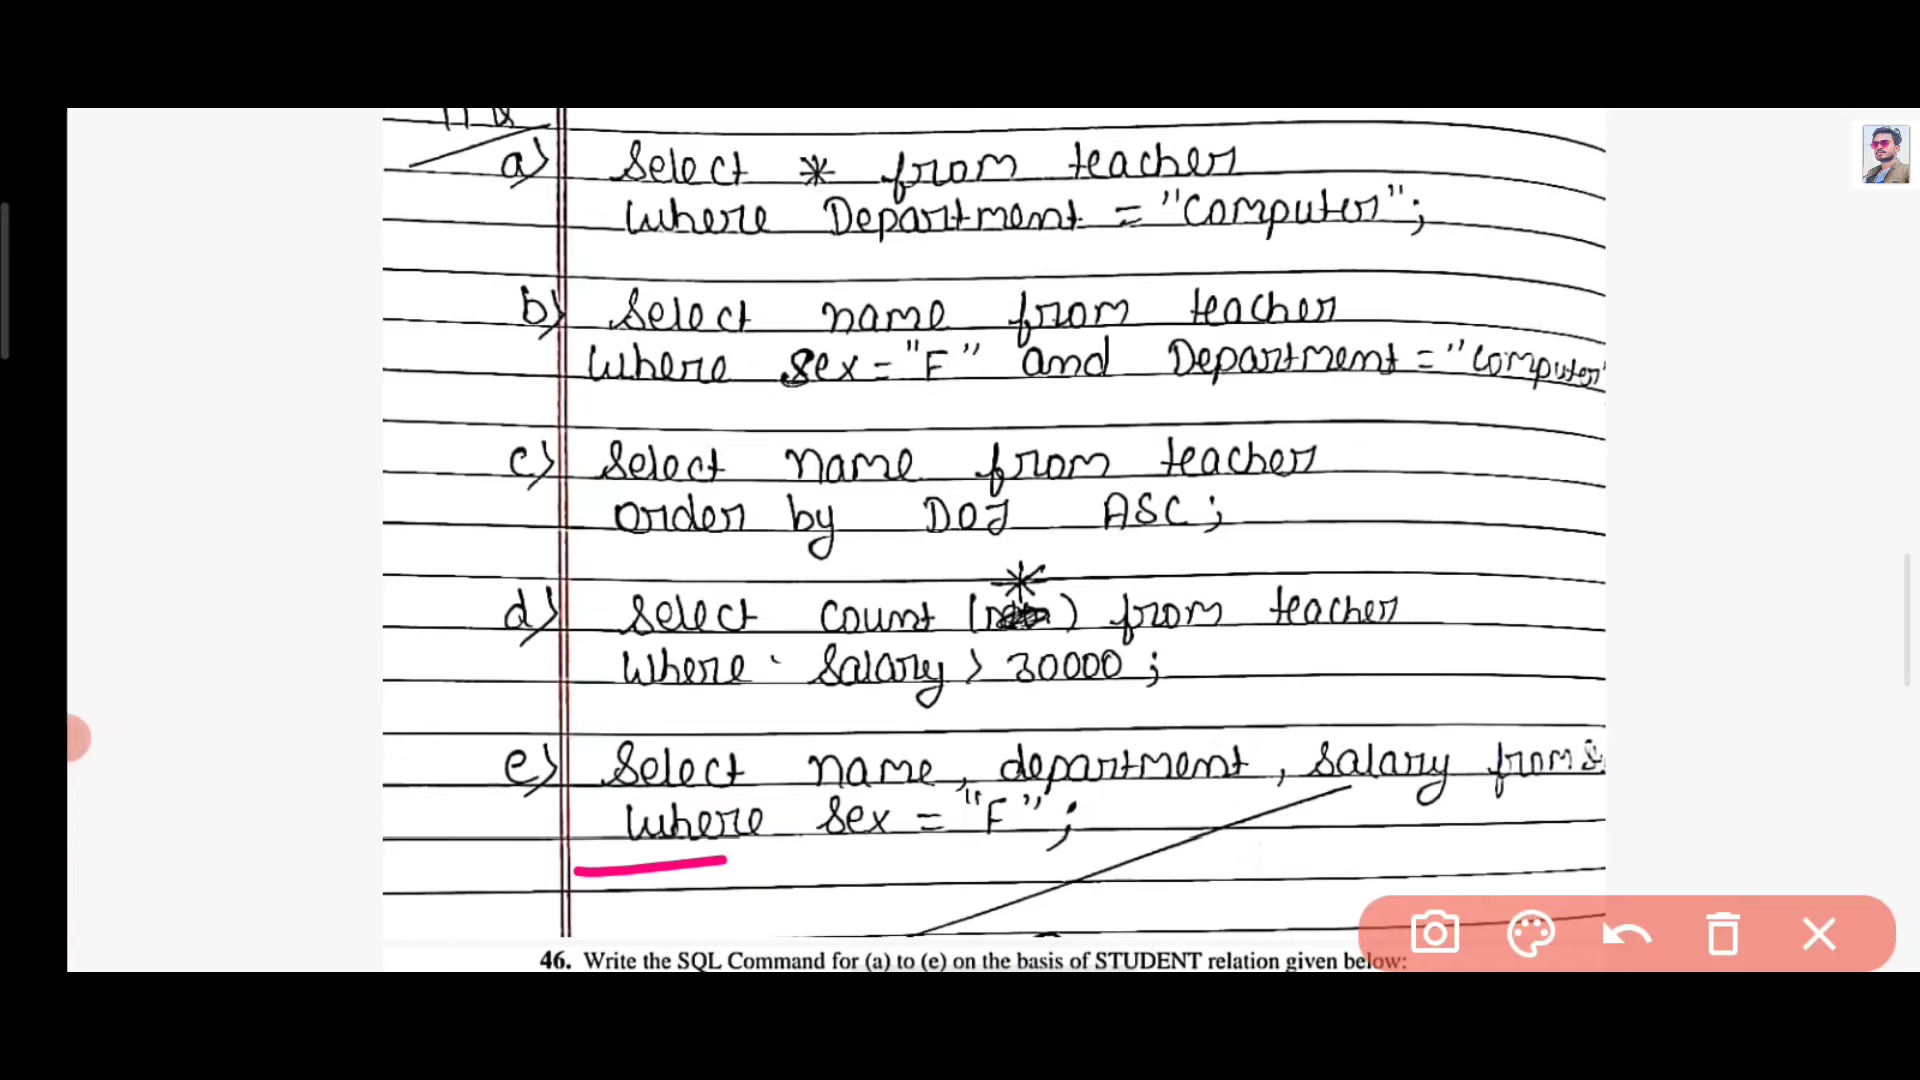 a) Select * from teacher
Where Department = "Computer";
b) Select name from teacher
Where Sex = "F" and Department = "Computer"
c) Select name from teacher
order by DOJ ASC;
d) Select count (*) from teacher
Where Salary > 30000;
e) Select name, department, Salary from
Where Sex = "F";
46. Write the SQL Command for (a) to (e) on the basis of STUDENT relation given below: